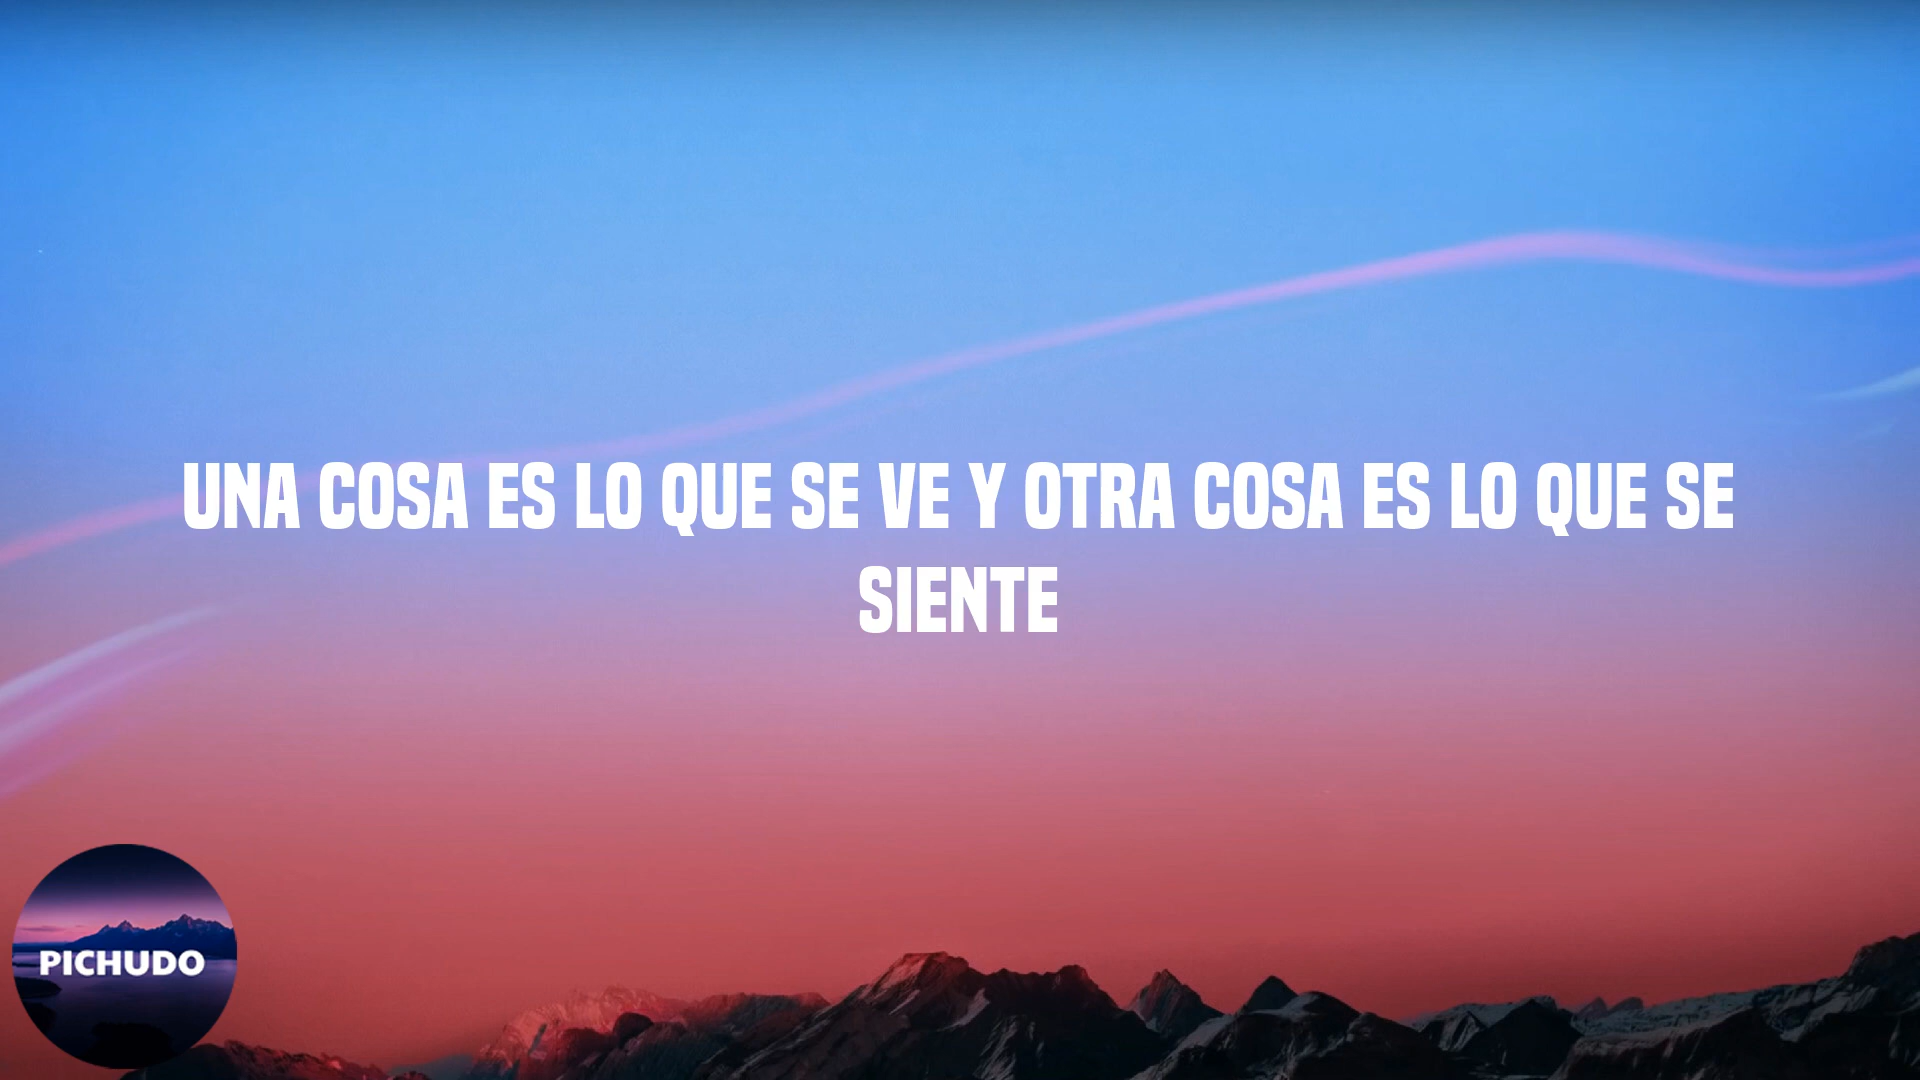 UNA COSA ES LO QUE SE VE Y OTRA COSA ES LO QUE SE
SIENTE
PICHUDO